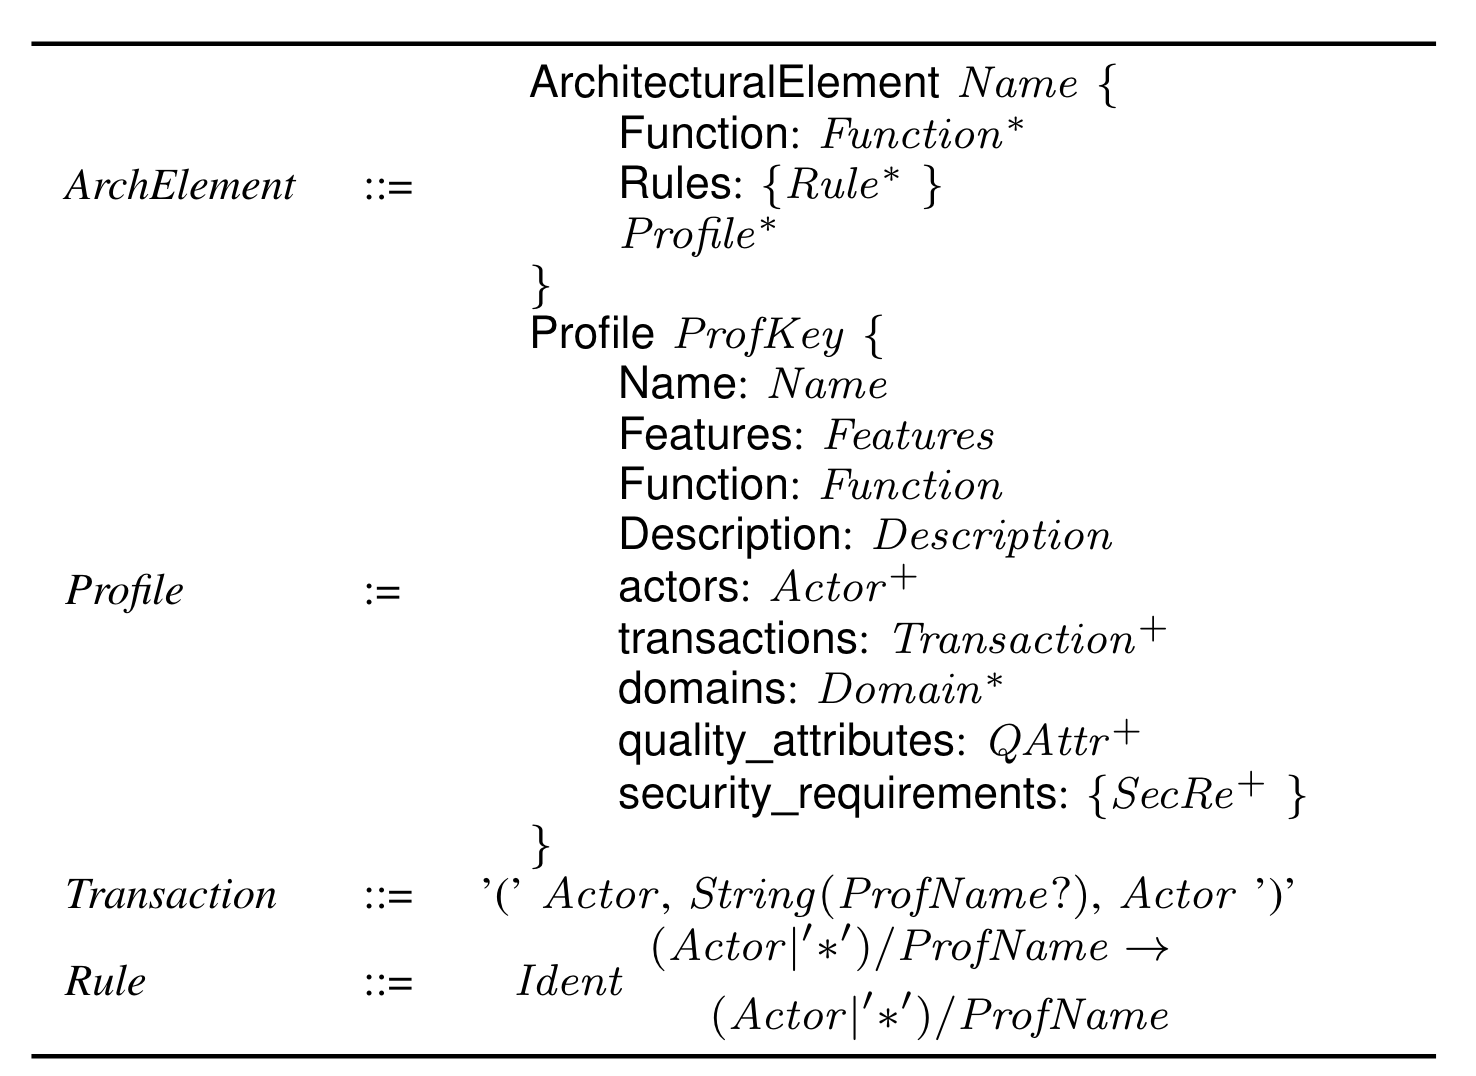 ArchitecturalElement Name {
Function: Function*
ArchElement ::= Rules: {Rule* }
Profile*
}
Profile ProfKey {
Name: Name
Features: Features
Function: Function
Description: Description
Profile := actors: Actor+
transactions: Transaction+
domains: Domain*
quality_attributes: QAttr+
security_requirements: {SecRe+ }
}
Transaction ::= '(' Actor, String(ProfName?), Actor ')'
(Actor|'*')/ProfName →
Rule ::= Ident
(Actor|'*')/ProfName